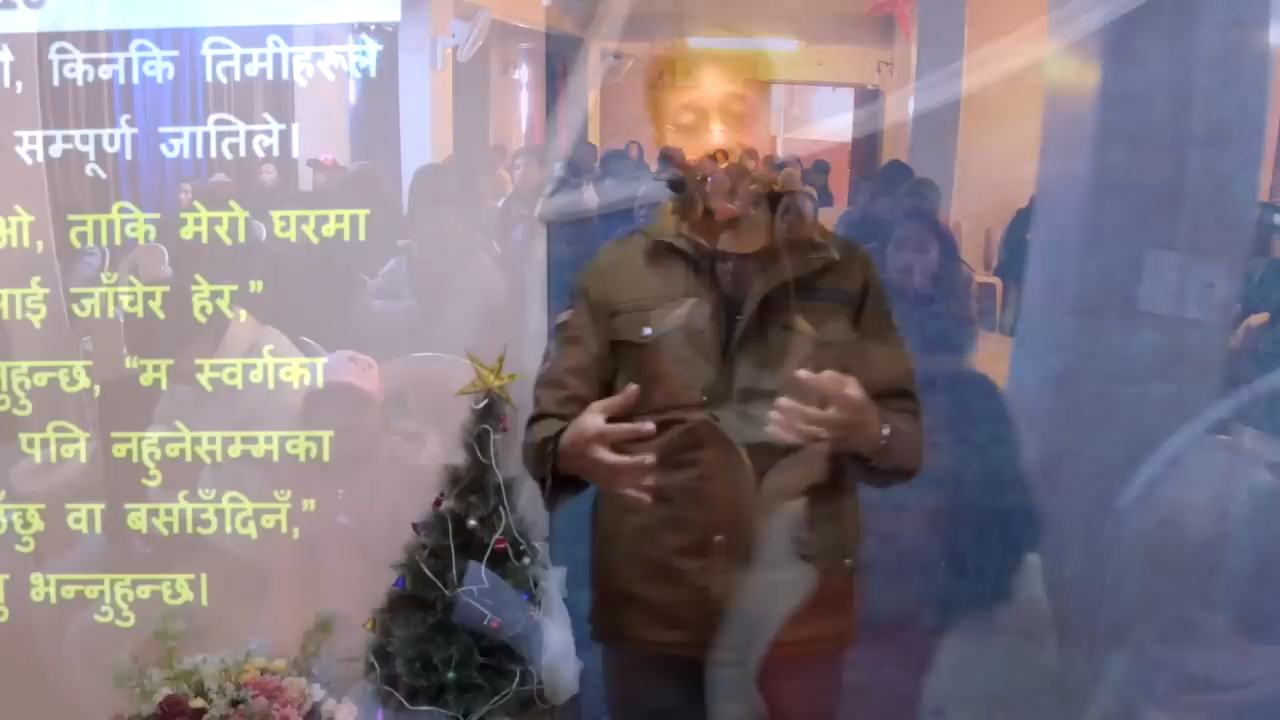 किनकि तिमीहरूले
सम्पूर्ण जातिले।
ताकि मेरो घरमा
जाँचेर हेर,”
“म स्वर्गका
पनि नहुनेसम्मका
वा बर्साउँदिनँ,”
भन्नुहुन्छ।